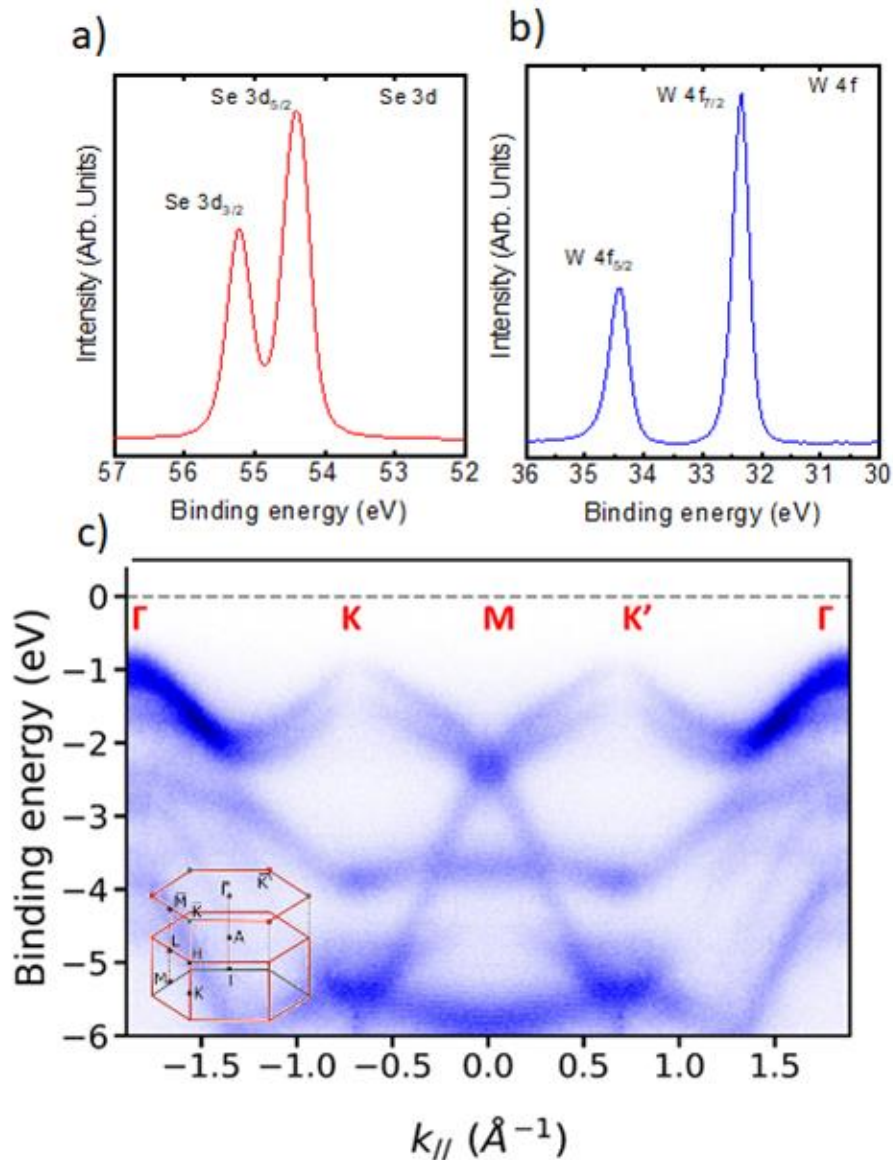 a)
Se 3d5/2
Se 3d
Se 3d3/2
Intensity (Arb. Units)
57 56 55 54 53 52
Binding energy (eV)
b)
W 4f7/2
W 4f
W 4f5/2
Intensity (Arb. Units)
36 35 34 33 32 31 30
Binding energy (eV)
c)
Binding energy (eV)
0
−1
−2
−3
−4
−5
−6
Γ K M K’ Γ
M̅ K̅ Γ̅ K̅'
L H A
M K Γ
−1.5 −1.0 −0.5 0.0 0.5 1.0 1.5
k// (Å−1)